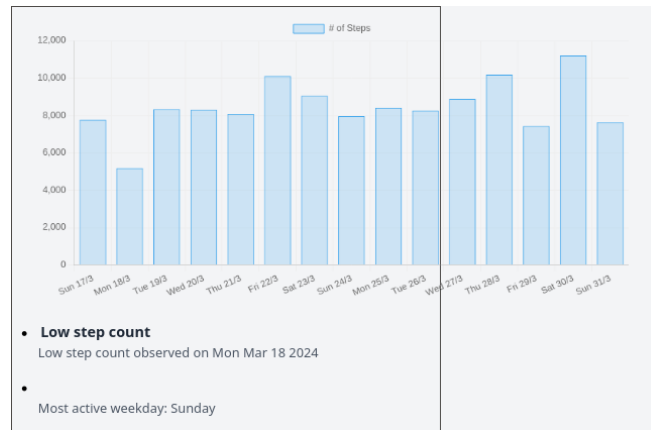 # of Steps
12,000
10,000
8,000
6,000
4,000
2,000
0
Sun 17/3
Mon 18/3
Tue 19/3
Wed 20/3
Thu 21/3
Fri 22/3
Sat 23/3
Sun 24/3
Mon 25/3
Tue 26/3
Wed 27/3
Thu 28/3
Fri 29/3
Sat 30/3
Sun 31/3
Low step count
Low step count observed on Mon Mar 18 2024
Most active weekday: Sunday